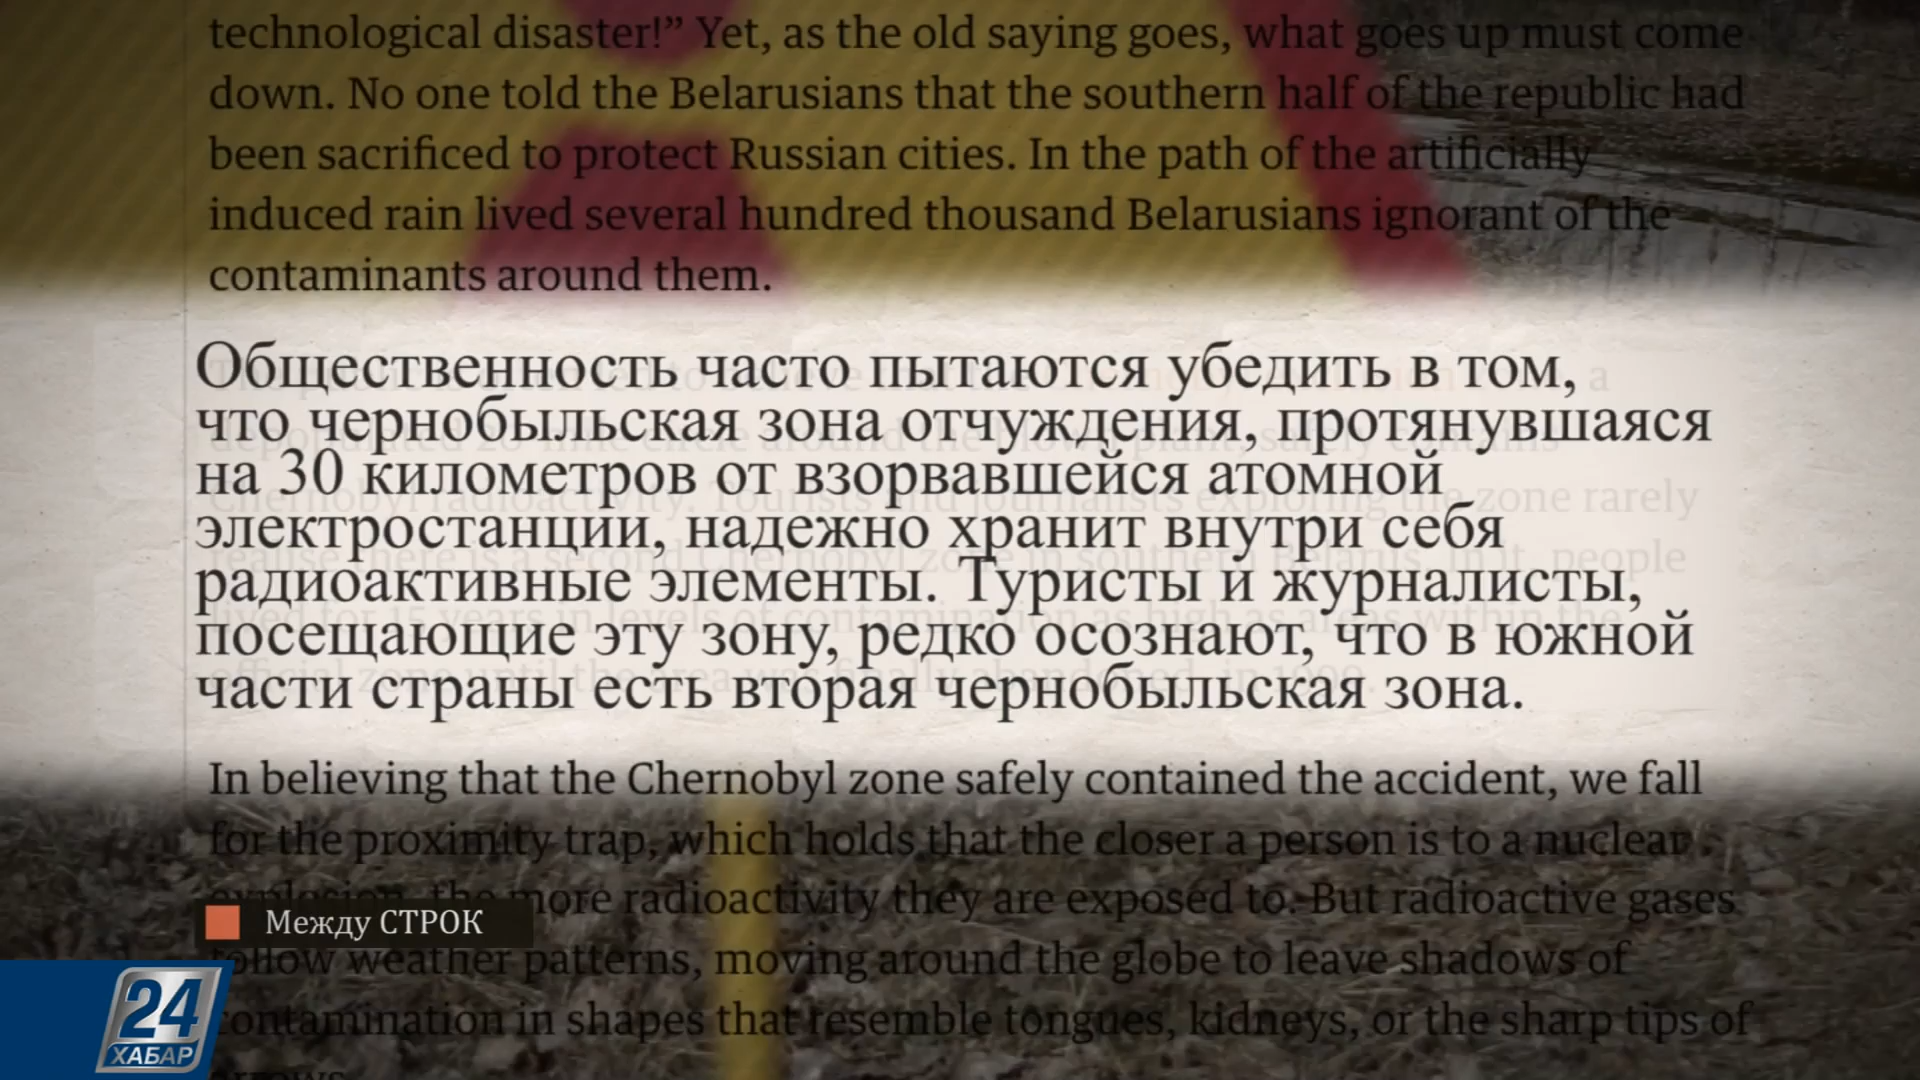 technological disaster!” Yet, as the old saying goes, what goes up must come
down. No one told the Belarusians that the southern half of the republic had
been sacrificed to protect Russian cities. In the path of the artificially
induced rain lived several hundred thousand Belarusians ignorant of the
contaminants around them.
Общественность часто пытаются убедить в том,
что чернобыльская зона отчуждения, протянувшаяся
на 30 километров от взорвавшейся атомной
электростанции, надежно хранит внутри себя
радиоактивные элементы. Туристы и журналисты,
посещающие эту зону, редко осознают, что в южной
части страны есть вторая чернобыльская зона.
In believing that the Chernobyl zone safely contained the accident, we fall
for the proximity trap, which holds that the closer a person is to a nuclear
explosion, the more radioactivity they are exposed to. But radioactive gases
follow weather patterns, moving around the globe to leave shadows of
contamination in shapes that resemble tongues, kidneys, or the sharp tips of
arrows.
Между СТРОК
24
ХАБАР